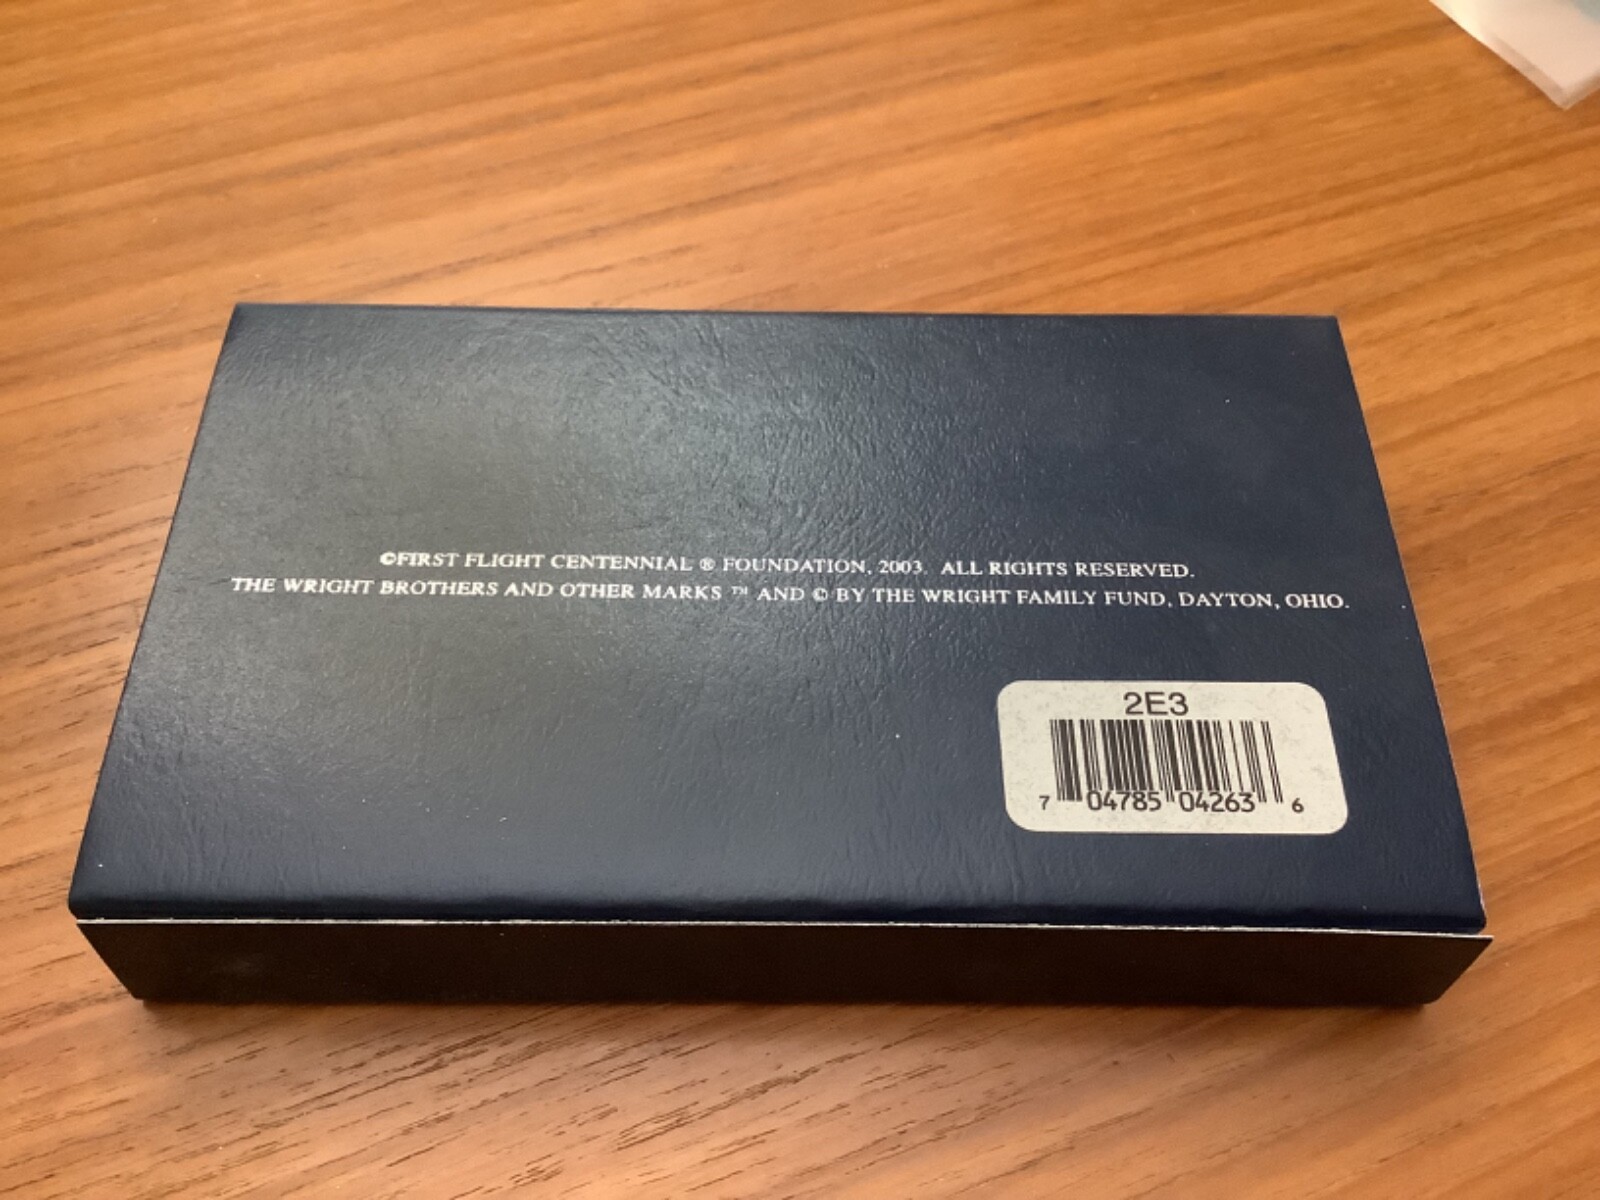 ©FIRST FLIGHT CENTENNIAL ® FOUNDATION, 2003. ALL RIGHTS RESERVED.
THE WRIGHT BROTHERS AND OTHER MARKS ™ AND © BY THE WRIGHT FAMILY FUND, DAYTON, OHIO.
2E3
7 04785 04263 6